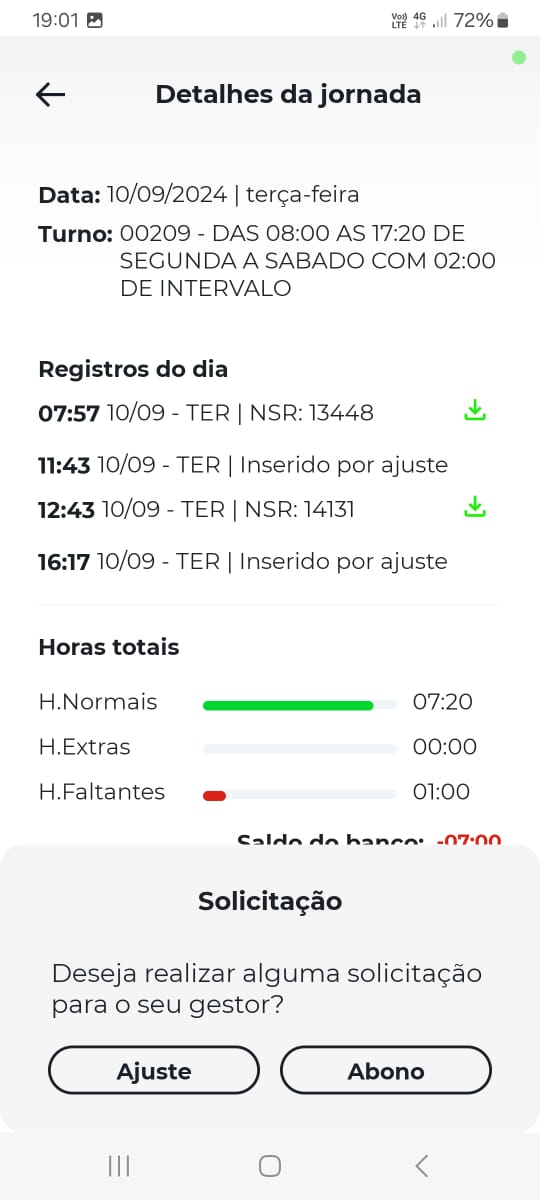 19:01 Vo)) LTE 4G 72%
Detalhes da jornada
Data: 10/09/2024 | terça-feira
Turno: 00209 - DAS 08:00 AS 17:20 DE
SEGUNDA A SABADO COM 02:00
DE INTERVALO
Registros do dia
07:57 10/09 - TER | NSR: 13448
11:43 10/09 - TER | Inserido por ajuste
12:43 10/09 - TER | NSR: 14131
16:17 10/09 - TER | Inserido por ajuste
Horas totais
H.Normais 07:20
H.Extras 00:00
H.Faltantes 01:00
Saldo do banco: -07:00
Solicitação
Deseja realizar alguma solicitação
para o seu gestor?
Ajuste Abono